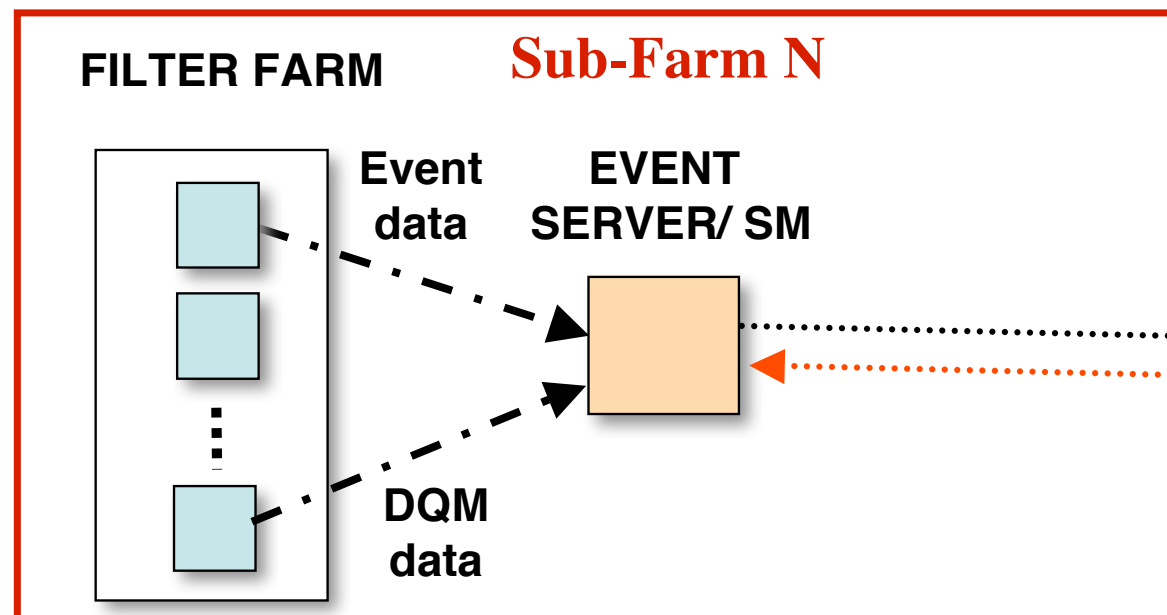 FILTER FARM
Sub-Farm N
Event
data
EVENT
SERVER/ SM
DQM
data